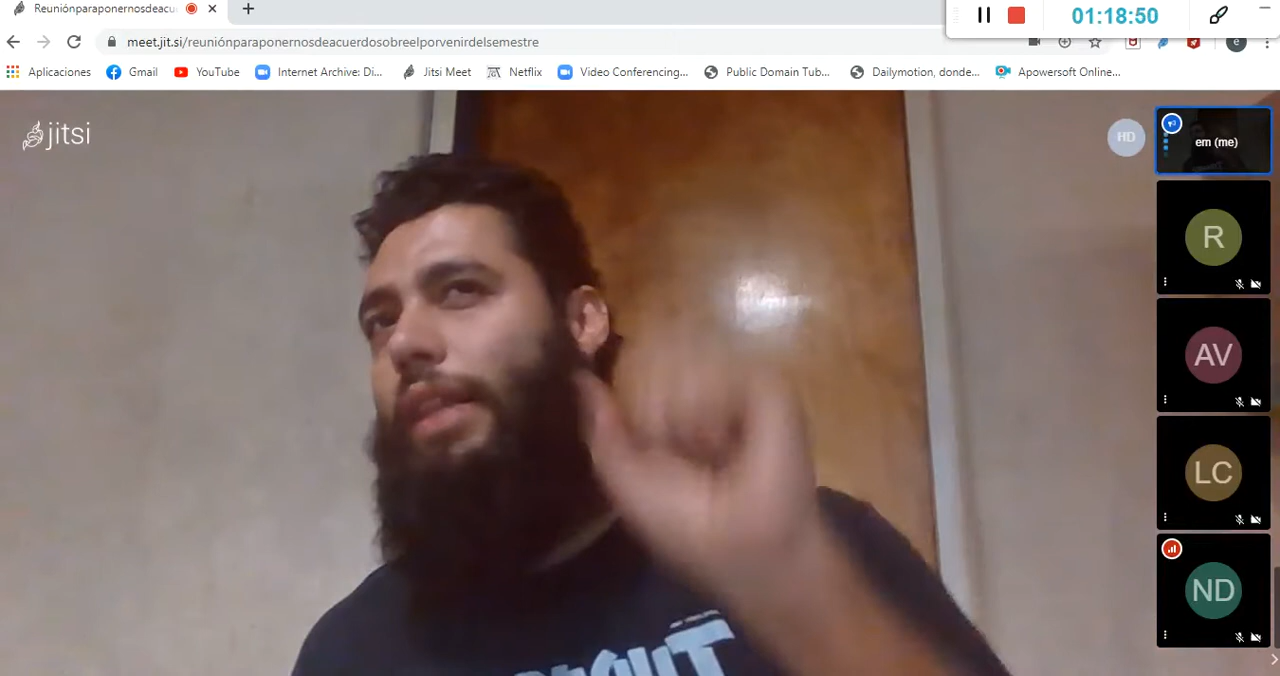 Reuniónparaponernosdeacu
01:18:50
meet.jit.si/reuniónparaponernosdeacuerdosobreelporvenirdelsemestre
e
Aplicaciones
Gmail
YouTube
Internet Archive: Di...
Jitsi Meet
Netflix
Video Conferencing...
Public Domain Tub...
Dailymotion, donde...
Apowersoft Online...
jitsi
HD
em (me)
R
AV
LC
ND